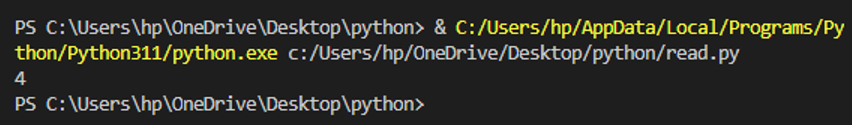 PS C:\Users\hp\OneDrive\Desktop\python> & C:/Users/hp/AppData/Local/Programs/Py
thon/Python311/python.exe c:/Users/hp/OneDrive/Desktop/python/read.py
4
PS C:\Users\hp\OneDrive\Desktop\python>